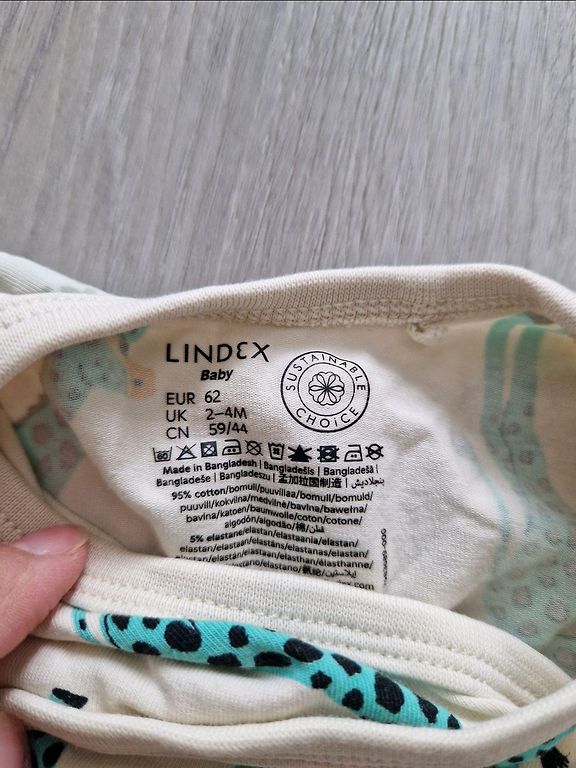 LINDEX
Baby
SUSTAINABLE
CHOICE
EUR 62
UK 2–4M
CN 59/44
Made in Bangladesh | Bangladešis | Bangladešā |
Bangladeše | Bangladeszu | 孟加拉国制造 | بنجلاديش
95% cotton/bomull/puuvillaa/bomull/bomuld/
puuvill/kokvilna/medvilnė/bavlna/bawełna/
bavlna/katoen/baumwolle/coton/cotone/
algodón/algodão/棉/قطن
5% elastane/elastan/elastaania/elastan/
elastan/elastaan/elastāns/elastanas/elastan/